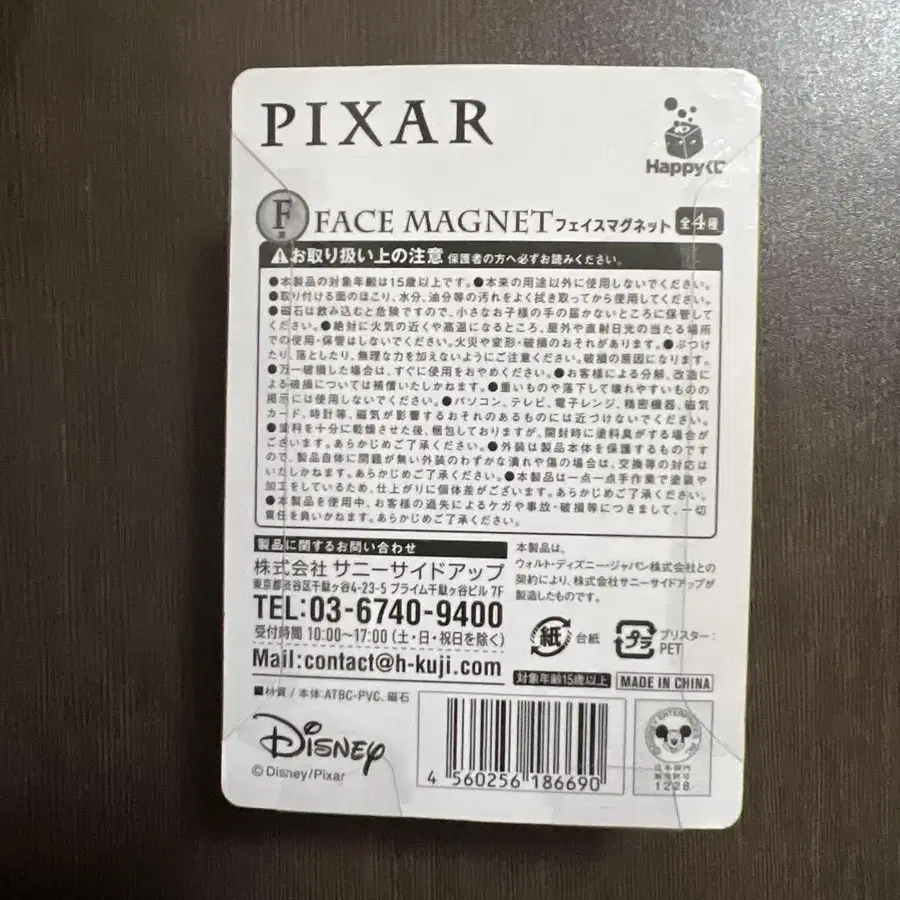 PIXAR
Happyくじ
F賞 FACE MAGNET フェイスマグネット 全4種
お取り扱い上の注意 保護者の方へ必ずお読みください。
●本製品の対象年齢は15歳以上です。●本来の用途以外に使用しないでください。
●取り付ける面のほこり、水分、油分等の汚れをよく拭き取ってから使用してください。
●磁石は飲み込むと危険ですので、小さなお子様の手の届かないところに保管して
ください。●絶対に火気の近くや高温になるところ、屋外や直射日光の当たる場所
での使用・保管はしないでください。火災や変形・破損のおそれがあります。●ぶつけ
たり、落としたり、無理な力を加えないようにご注意ください。破損の原因になります。
●万一破損した場合は、すぐに使用をおやめください。●お客様による分解、改造に
よる破損については補償いたしかねます。●重いものや落下して壊れやすいものの
掲示には使用しないでください。●パソコン、テレビ、電子レンジ、精密機器、磁気
カード、時計等、磁気が影響するおそれのあるものには近づけないでください。
●塗料を十分に乾燥させた後、梱包しておりますが、開封時に塗料臭がする場合が
ございます。あらかじめご了承ください。●外装は製品本体を保護するものです
ので、製品自体に問題が無い外装のわずかな潰れや傷の場合は、交換等の対応は
いたしかねます。あらかじめご了承ください。●本製品は一点一点手作業で塗装や
加工をしているため、仕上がりに個体差がございます。あらかじめご了承ください。
●本製品を使用中、お客様の過失によるケガや事故・破損等につきまして、一切
責任を負いかねます。あらかじめご了承ください。
製品に関するお問い合わせ
株式会社 サニーサイドアップ
東京都渋谷区千駄ヶ谷4-23-5 プライム千駄ヶ谷ビル 7F
TEL:03-6740-9400
受付時間 10:00〜17:00（土・日・祝日を除く）
Mail:contact@h-kuji.com
本製品は、
ウォルト・ディズニー・ジャパン株式会社との
契約により、株式会社サニーサイドアップが
製造したものです。
紙 台紙
プラ ブリスター:
PET
対象年齢15歳以上
MADE IN CHINA
■材質 / 本体:ATBC-PVC、磁石
Disney
© Disney/Pixar
4 560256 186690
DISNEY ENTERPRISES, INC.
日本国内
販売許諾
1228